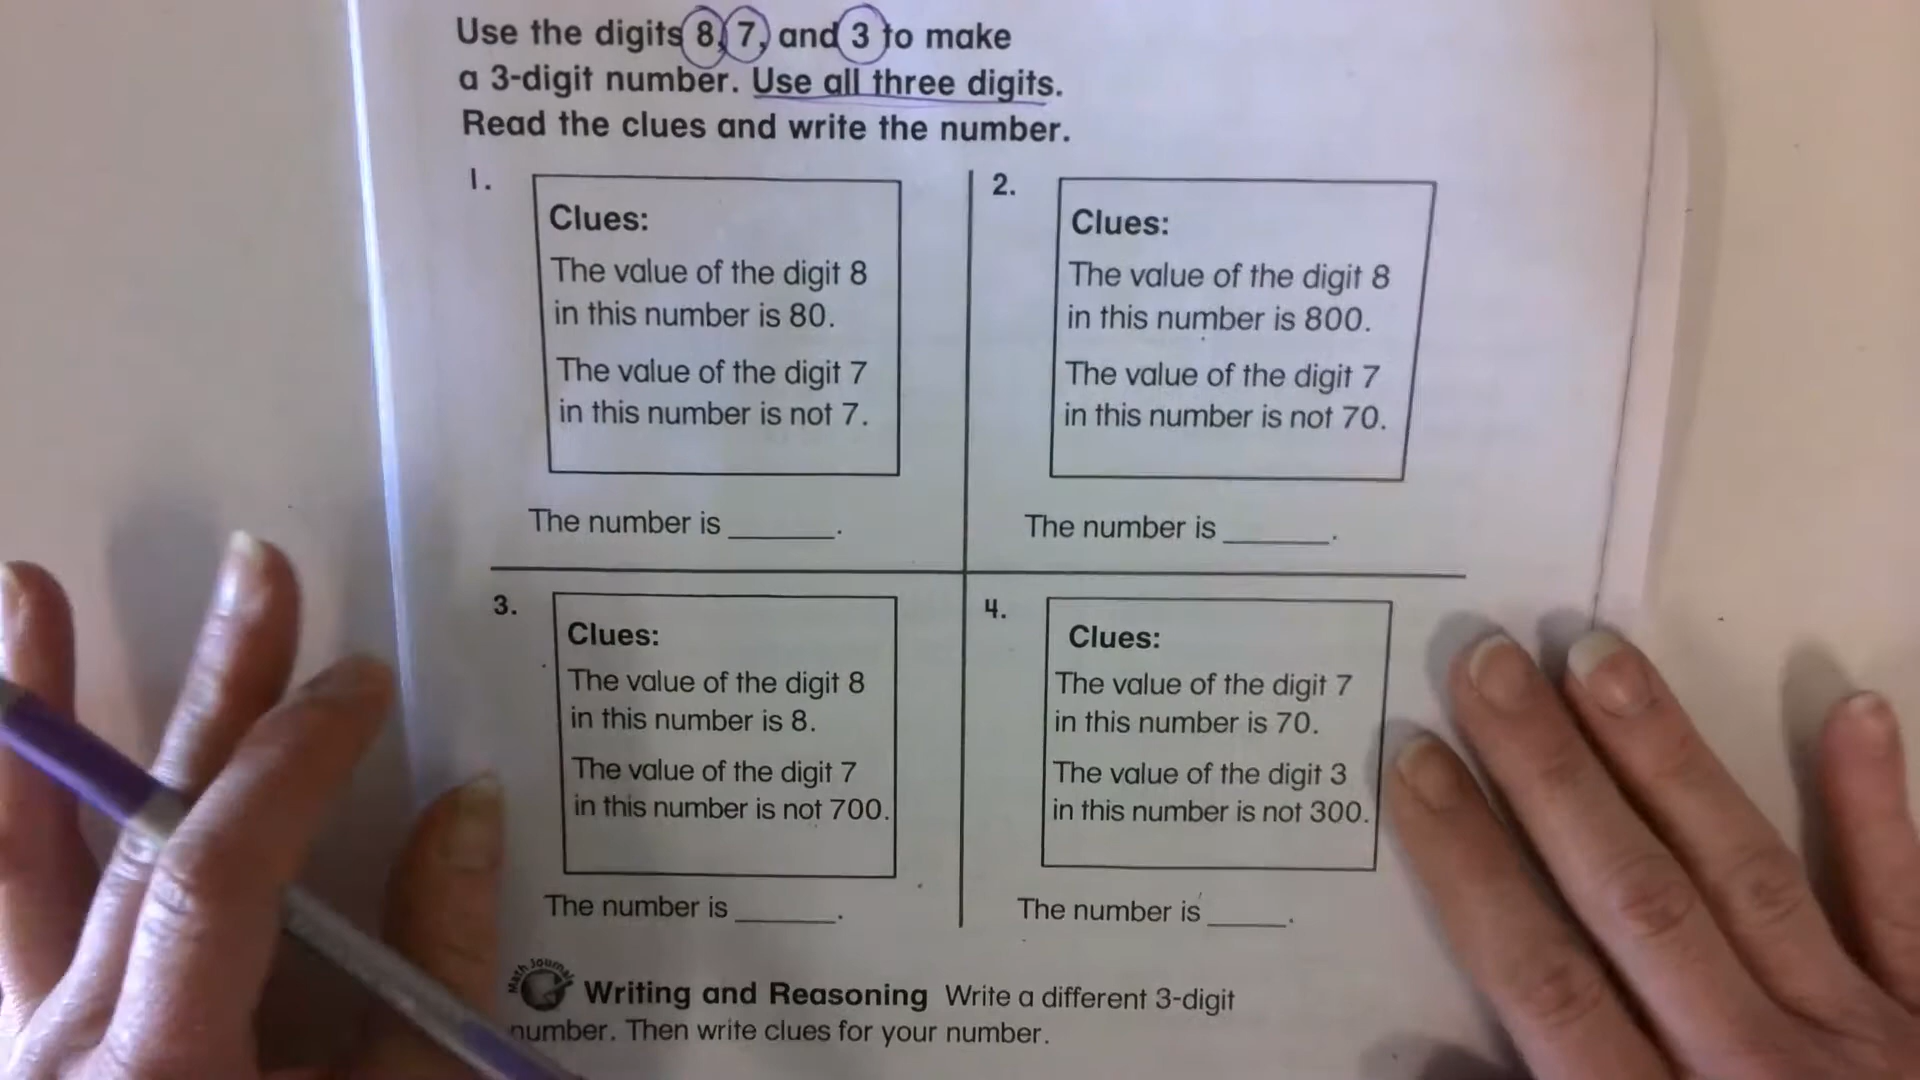 Use the digits 8, 7, and 3 to make
a 3-digit number. Use all three digits.
Read the clues and write the number.
1.
Clues:
The value of the digit 8
in this number is 80.
The value of the digit 7
in this number is not 7.
The number is ______.
2.
Clues:
The value of the digit 8
in this number is 800.
The value of the digit 7
in this number is not 70.
The number is ______.
3.
Clues:
The value of the digit 8
in this number is 8.
The value of the digit 7
in this number is not 700.
The number is ______.
4.
Clues:
The value of the digit 7
in this number is 70.
The value of the digit 3
in this number is not 300.
The number is ______.
Math Journal
Writing and Reasoning Write a different 3-digit
number. Then write clues for your number.